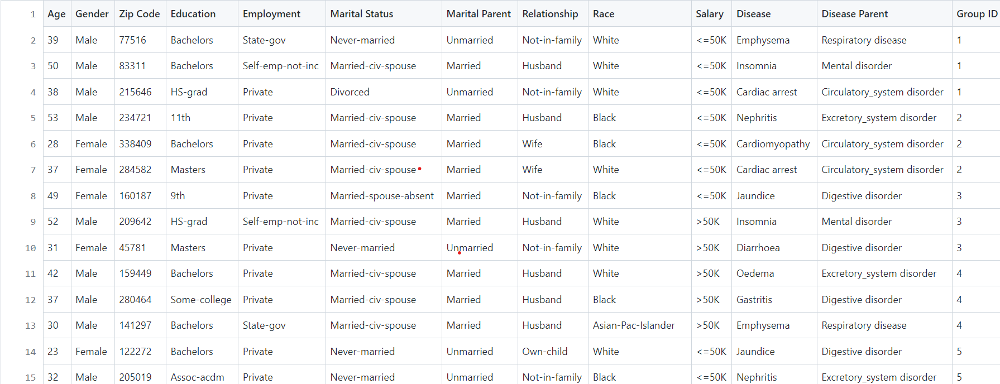 1 Age Gender Zip Code Education Employment Marital Status Marital Parent Relationship Race Salary Disease Disease Parent Group ID
2 39 Male 77516 Bachelors State-gov Never-married Unmarried Not-in-family White <=50K Emphysema Respiratory disease 1
3 50 Male 83311 Bachelors Self-emp-not-inc Married-civ-spouse Married Husband White <=50K Insomnia Mental disorder 1
4 38 Male 215646 HS-grad Private Divorced Unmarried Not-in-family White <=50K Cardiac arrest Circulatory_system disorder 1
5 53 Male 234721 11th Private Married-civ-spouse Married Husband Black <=50K Nephritis Excretory_system disorder 2
6 28 Female 338409 Bachelors Private Married-civ-spouse Married Wife Black <=50K Cardiomyopathy Circulatory_system disorder 2
7 37 Female 284582 Masters Private Married-civ-spouse Married Wife White <=50K Cardiac arrest Circulatory_system disorder 2
8 49 Female 160187 9th Private Married-spouse-absent Married Not-in-family Black <=50K Jaundice Digestive disorder 3
9 52 Male 209642 HS-grad Self-emp-not-inc Married-civ-spouse Married Husband White >50K Insomnia Mental disorder 3
10 31 Female 45781 Masters Private Never-married Unmarried Not-in-family White >50K Diarrhoea Digestive disorder 3
11 42 Male 159449 Bachelors Private Married-civ-spouse Married Husband White >50K Oedema Excretory_system disorder 4
12 37 Male 280464 Some-college Private Married-civ-spouse Married Husband Black >50K Gastritis Digestive disorder 4
13 30 Male 141297 Bachelors State-gov Married-civ-spouse Married Husband Asian-Pac-Islander >50K Emphysema Respiratory disease 4
14 23 Female 122272 Bachelors Private Never-married Unmarried Own-child White <=50K Jaundice Digestive disorder 5
15 32 Male 205019 Assoc-acdm Private Never-married Unmarried Not-in-family Black <=50K Nephritis Excretory_system disorder 5